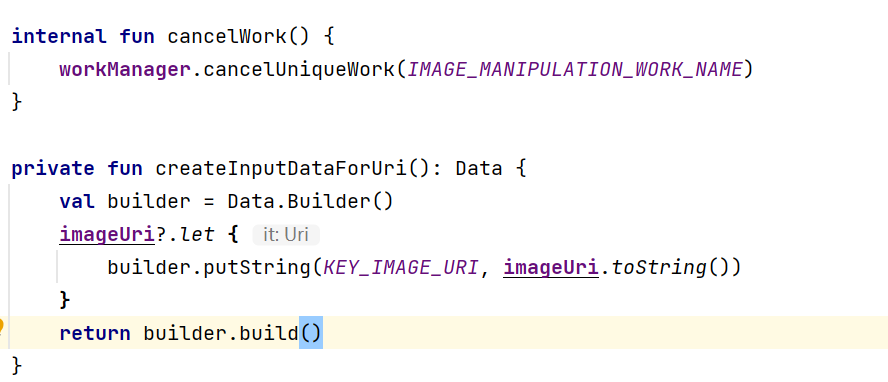 internal fun cancelWork() {
    workManager.cancelUniqueWork(IMAGE_MANIPULATION_WORK_NAME)
}
private fun createInputDataForUri(): Data {
    val builder = Data.Builder()
    imageUri?.let { it: Uri
        builder.putString(KEY_IMAGE_URI, imageUri.toString())
    }
    return builder.build()
}